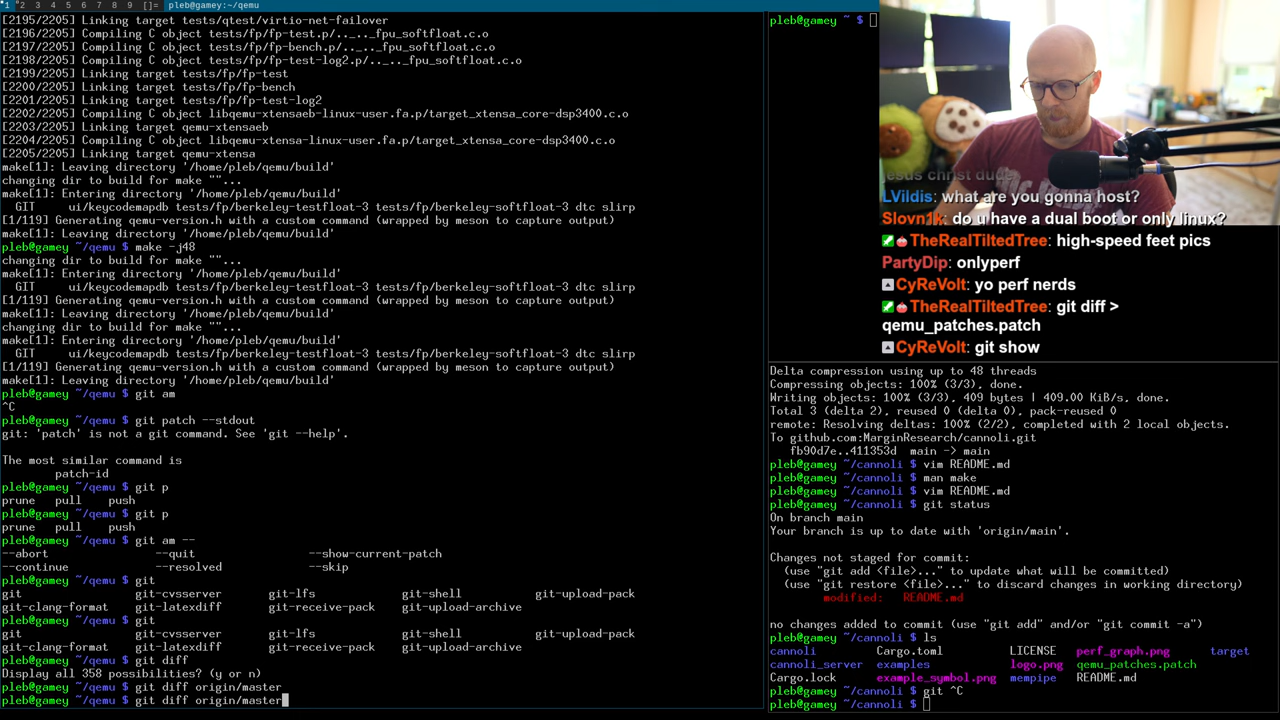 1 2 3 4 5 6 7 8 9 []= pleb@gamey:~/qemu
[2195/2205] Linking target tests/qtest/virtio-net-failover
[2196/2205] Compiling C object tests/fp/fp-test.p/.._.._fpu_softfloat.c.o
[2197/2205] Compiling C object tests/fp/fp-bench.p/.._.._fpu_softfloat.c.o
[2198/2205] Compiling C object tests/fp/fp-test-log2.p/.._.._fpu_softfloat.c.o
[2199/2205] Linking target tests/fp/fp-test
[2200/2205] Linking target tests/fp/fp-bench
[2201/2205] Linking target tests/fp/fp-test-log2
[2202/2205] Compiling C object libqemu-xtensaeb-linux-user.fa.p/target_xtensa_core-dsp3400.c.o
[2203/2205] Linking target qemu-xtensaeb
[2204/2205] Compiling C object libqemu-xtensa-linux-user.fa.p/target_xtensa_core-dsp3400.c.o
[2205/2205] Linking target qemu-xtensa
make[1]: Leaving directory '/home/pleb/qemu/build'
changing dir to build for make ""...
make[1]: Entering directory '/home/pleb/qemu/build'
GIT ui/keycodemapdb tests/fp/berkeley-testfloat-3 tests/fp/berkeley-softfloat-3 dtc slirp
[1/119] Generating qemu-version.h with a custom command (wrapped by meson to capture output)
make[1]: Leaving directory '/home/pleb/qemu/build'
pleb@gamey ~/qemu $ make -j48
changing dir to build for make ""...
make[1]: Entering directory '/home/pleb/qemu/build'
GIT ui/keycodemapdb tests/fp/berkeley-testfloat-3 tests/fp/berkeley-softfloat-3 dtc slirp
[1/119] Generating qemu-version.h with a custom command (wrapped by meson to capture output)
make[1]: Leaving directory '/home/pleb/qemu/build'
changing dir to build for make ""...
make[1]: Entering directory '/home/pleb/qemu/build'
GIT ui/keycodemapdb tests/fp/berkeley-testfloat-3 tests/fp/berkeley-softfloat-3 dtc slirp
[1/119] Generating qemu-version.h with a custom command (wrapped by meson to capture output)
make[1]: Leaving directory '/home/pleb/qemu/build'
pleb@gamey ~/qemu $ git am
^C
pleb@gamey ~/qemu $ git patch --stdout
git: 'patch' is not a git command. See 'git --help'.
The most similar command is
patch-id
pleb@gamey ~/qemu $ git p
prune pull push
pleb@gamey ~/qemu $ git p
prune pull push
pleb@gamey ~/qemu $ git am --
--abort --quit --show-current-patch
--continue --resolved --skip
pleb@gamey ~/qemu $ git
git git-cvsserver git-lfs git-shell git-upload-pack
git-clang-format git-latexdiff git-receive-pack git-upload-archive
pleb@gamey ~/qemu $ git
git git-cvsserver git-lfs git-shell git-upload-pack
git-clang-format git-latexdiff git-receive-pack git-upload-archive
pleb@gamey ~/qemu $ git diff
Display all 358 possibilities? (y or n)
pleb@gamey ~/qemu $ git diff origin/master
pleb@gamey ~/qemu $ git diff origin/master
pleb@gamey ~ $
jesus christ dude
LVildis: what are you gonna host?
Slovn1k: do u have a dual boot or only linux?
TheRealTiltedTree: high-speed feet pics
PartyDip: onlyperf
CyReVolt: yo perf nerds
TheRealTiltedTree: git diff >
qemu_patches.patch
CyReVolt: git show
Delta compression using up to 48 threads
Compressing objects: 100% (3/3), done.
Writing objects: 100% (3/3), 409 bytes | 409.00 KiB/s, done.
Total 3 (delta 2), reused 0 (delta 0), pack-reused 0
remote: Resolving deltas: 100% (2/2), completed with 2 local objects.
To github.com:MarginResearch/cannoli.git
fb90d7e..411353d main -> main
pleb@gamey ~/cannoli $ vim README.md
pleb@gamey ~/cannoli $ man make
pleb@gamey ~/cannoli $ vim README.md
pleb@gamey ~/cannoli $ git status
On branch main
Your branch is up to date with 'origin/main'.
Changes not staged for commit:
(use "git add <file>..." to update what will be committed)
(use "git restore <file>..." to discard changes in working directory)
modified: README.md
no changes added to commit (use "git add" and/or "git commit -a")
pleb@gamey ~/cannoli $ ls
cannoli Cargo.toml LICENSE perf_graph.png target
cannoli_server examples logo.png qemu_patches.patch
Cargo.lock example_symbol.png mempipe README.md
pleb@gamey ~/cannoli $ git ^C
pleb@gamey ~/cannoli $